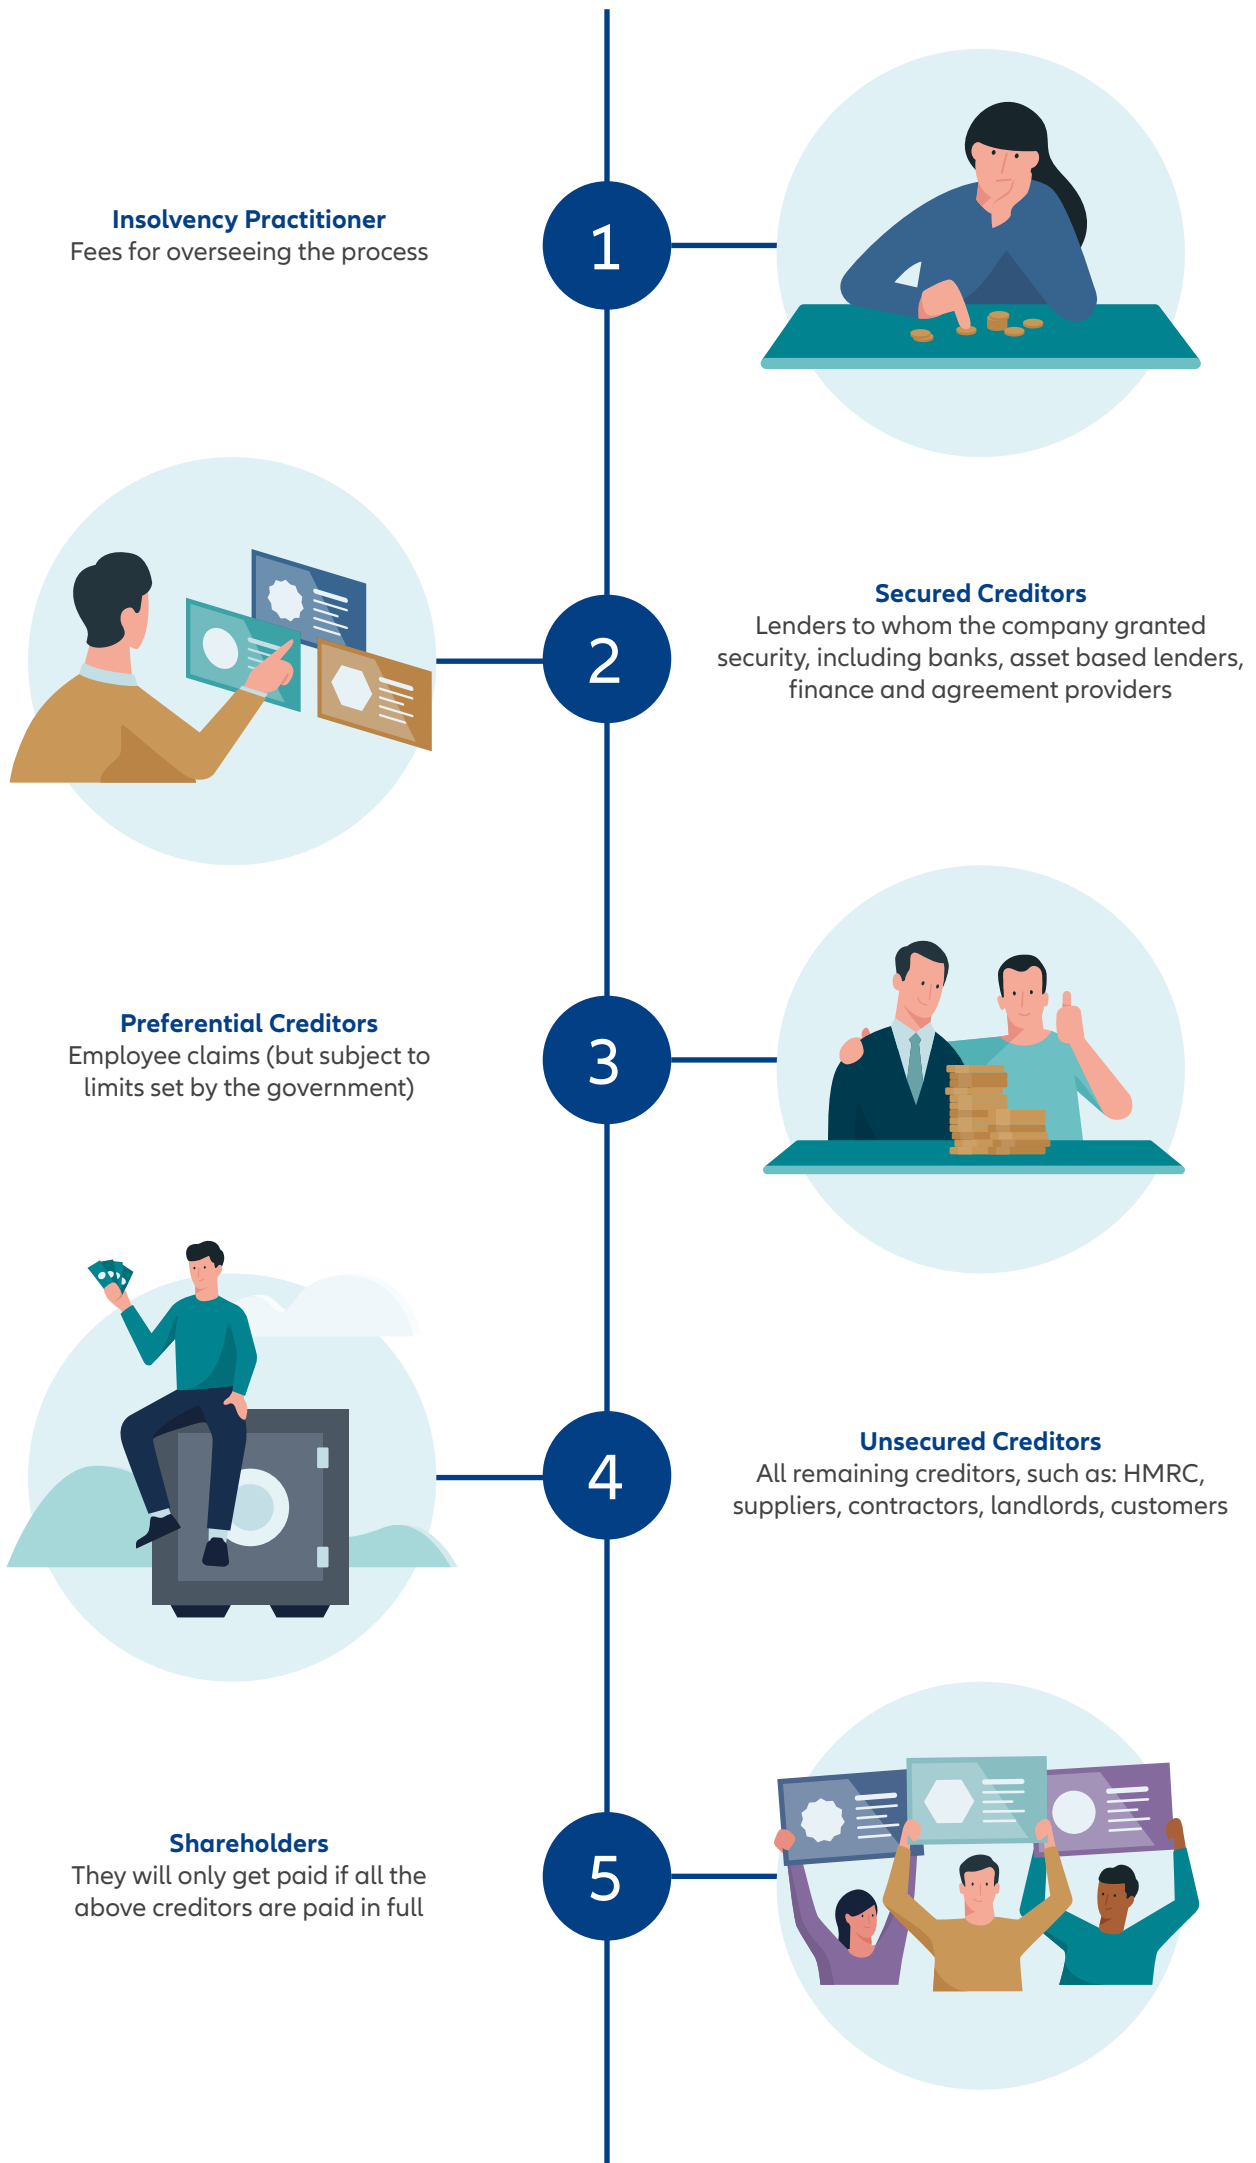 1
Insolvency Practitioner
Fees for overseeing the process
2
Secured Creditors
Lenders to whom the company granted
security, including banks, asset based lenders,
finance and agreement providers
3
Preferential Creditors
Employee claims (but subject to
limits set by the government)
4
Unsecured Creditors
All remaining creditors, such as: HMRC,
suppliers, contractors, landlords, customers
5
Shareholders
They will only get paid if all the
above creditors are paid in full